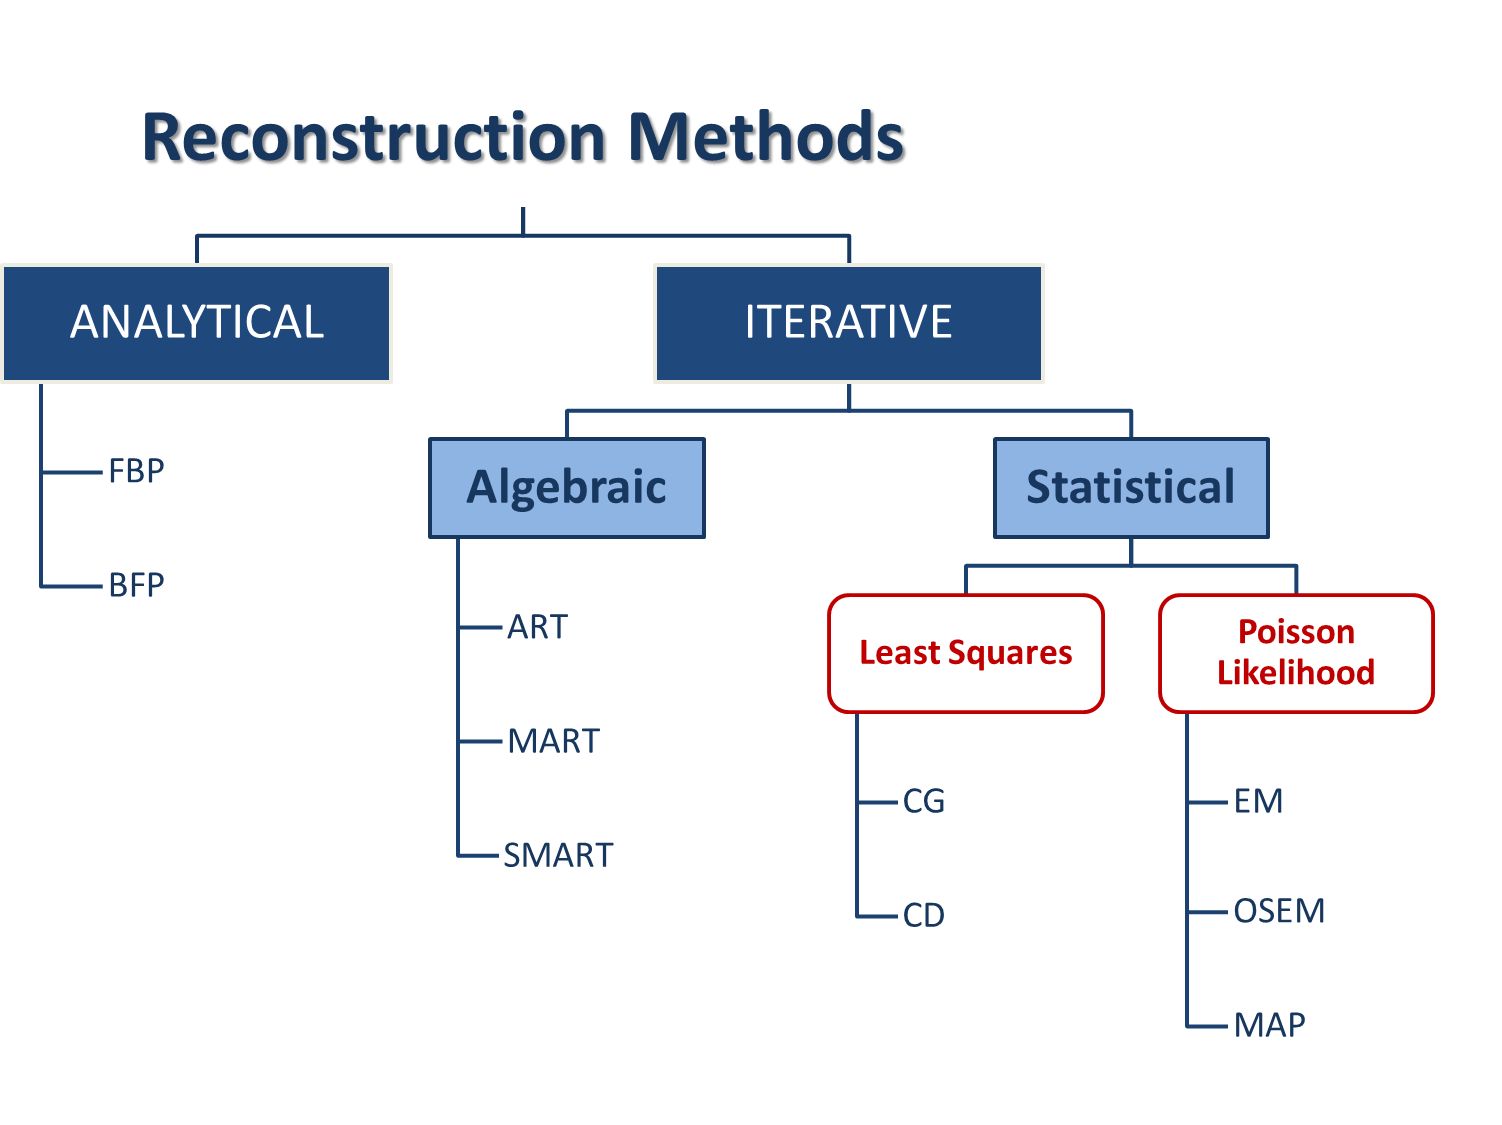 Reconstruction Methods
ANALYTICAL
FBP
BFP
ITERATIVE
Algebraic
ART
MART
SMART
Statistical
Least Squares
CG
CD
Poisson
Likelihood
EM
OSEM
MAP